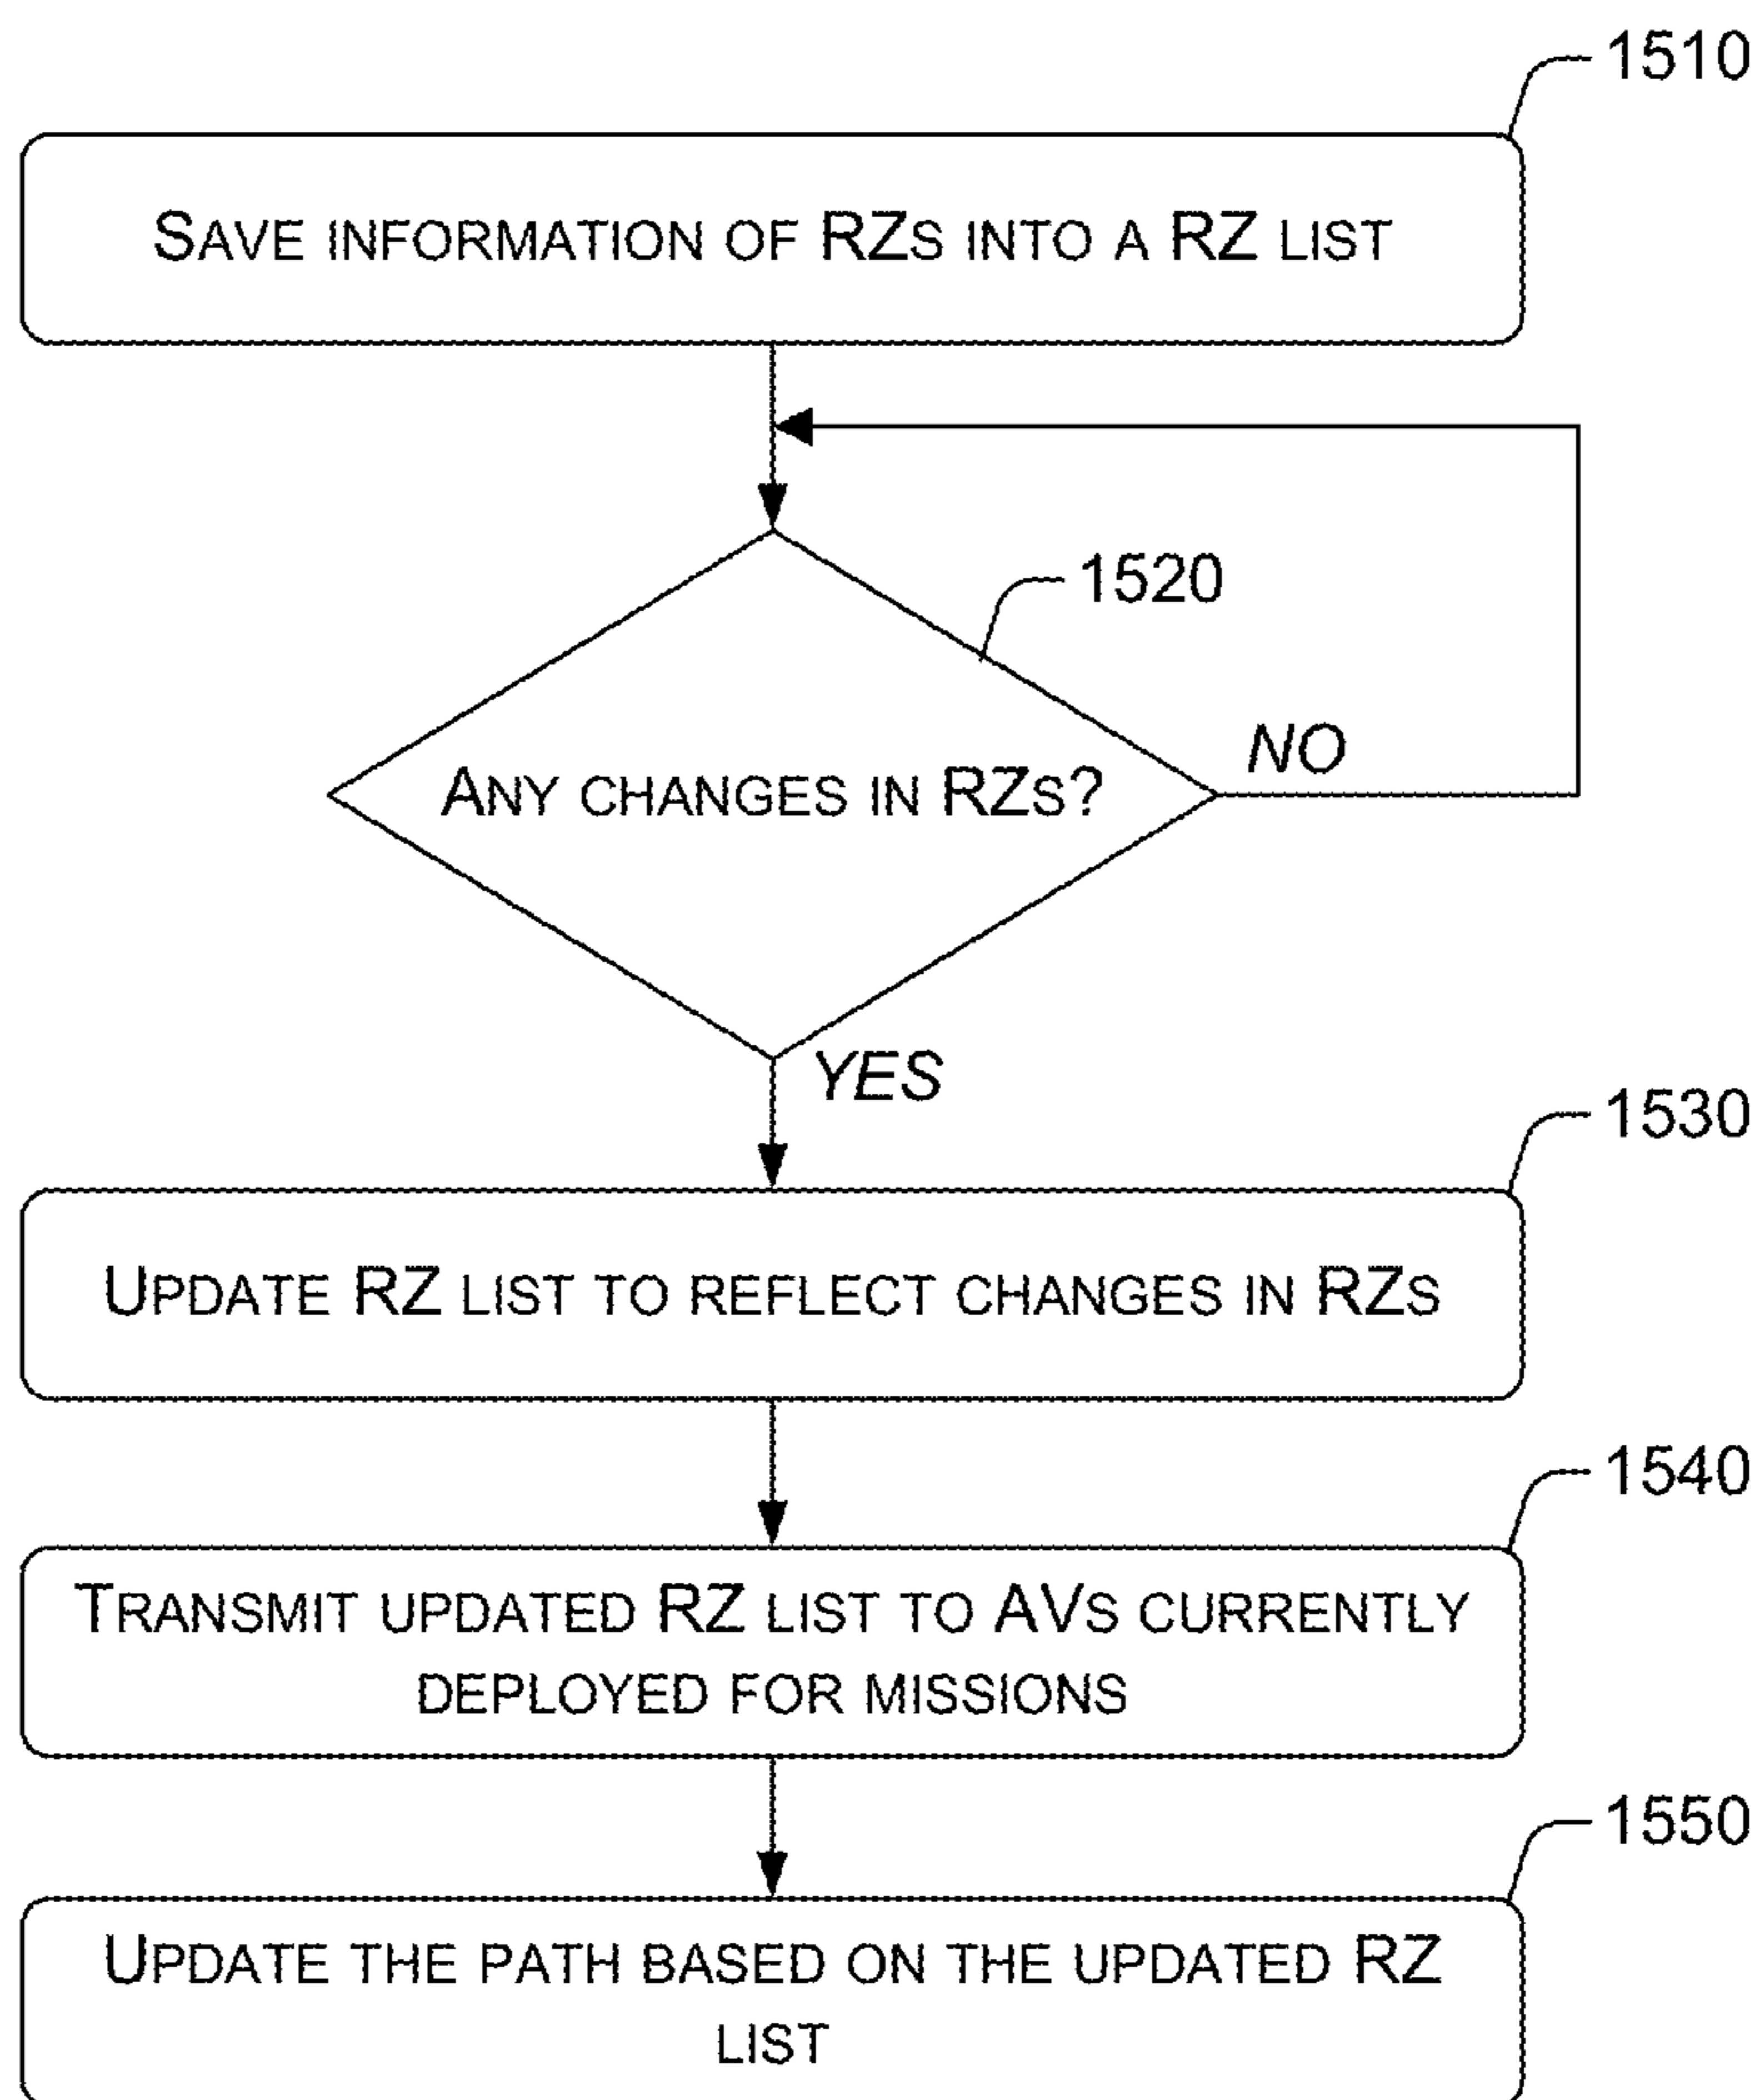 1510
SAVE INFORMATION OF RZS INTO A RZ LIST
1520
ANY CHANGES IN RZS?
NO
YES
1530
UPDATE RZ LIST TO REFLECT CHANGES IN RZS
1540
TRANSMIT UPDATED RZ LIST TO AVS CURRENTLY
DEPLOYED FOR MISSIONS
1550
UPDATE THE PATH BASED ON THE UPDATED RZ
LIST